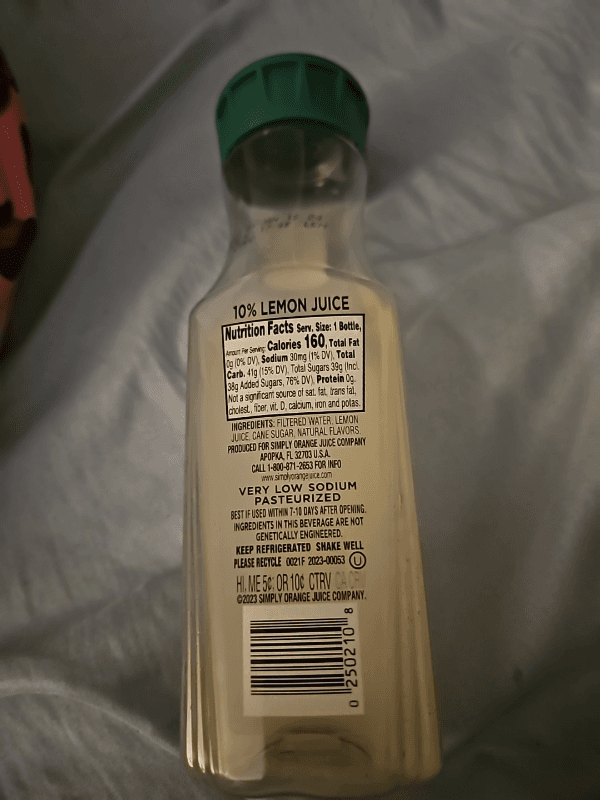 10% LEMON JUICE
Nutrition Facts Serv. Size: 1 Bottle,
Amount Per Serving: Calories 160, Total Fat
0g (0% DV), Sodium 30mg (1% DV), Total
Carb. 41g (15% DV), Total Sugars 39g (Incl.
38g Added Sugars, 76% DV), Protein 0g.
Not a significant source of sat. fat, trans fat,
cholest., fiber, vit. D, calcium, iron and potas.
INGREDIENTS: FILTERED WATER, LEMON
JUICE, CANE SUGAR, NATURAL FLAVORS.
PRODUCED FOR SIMPLY ORANGE JUICE COMPANY
APOPKA, FL 32703 U.S.A.
CALL 1-800-871-2653 FOR INFO
www.simplyorangejuice.com
VERY LOW SODIUM
PASTEURIZED
BEST IF USED WITHIN 7-10 DAYS AFTER OPENING.
INGREDIENTS IN THIS BEVERAGE ARE NOT
GENETICALLY ENGINEERED.
KEEP REFRIGERATED SHAKE WELL
PLEASE RECYCLE 0021F 2023-00053 U
HI, ME 5¢ OR 10¢ CTRV CA CRV
©2023 SIMPLY ORANGE JUICE COMPANY.
0 250210 8